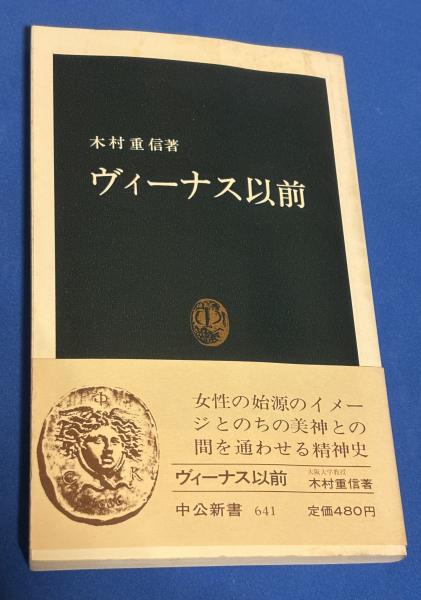 木村重信著
ヴィーナス以前
女性の始源のイメー
ジとのちの美神との
間を通わせる精神史
ヴィーナス以前
大阪大学教授
木村重信著
中公新書 641
定価480円